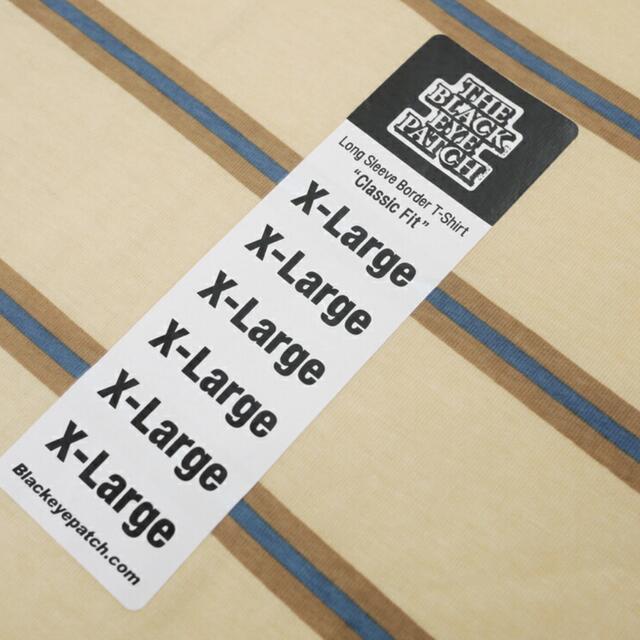 THE
BLACK
EYE
PATCH
Long Sleeve Border T-Shirt
"Classic Fit"
X-Large
X-Large
X-Large
X-Large
X-Large
X-Large
Blackeyepatch.com